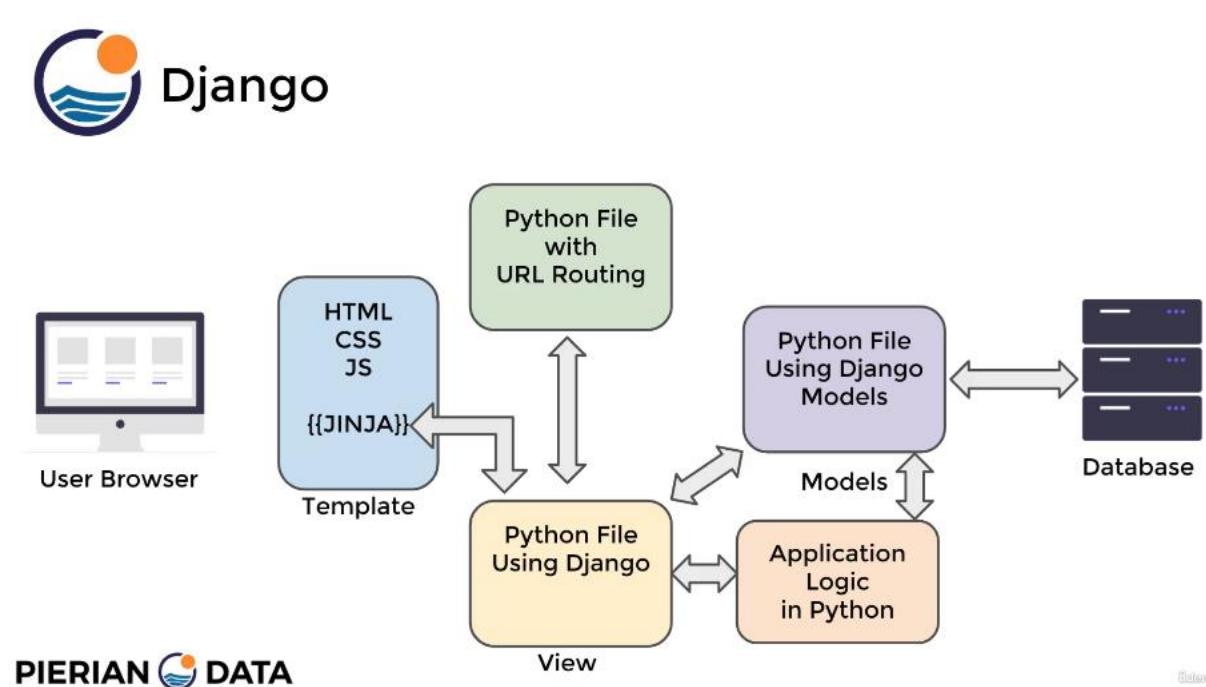 Django
Python File
with
URL Routing
HTML
CSS
JS
{{JINJA}}
Template
User Browser
Python File
Using Django
Models
Models
Database
Python File
Using Django
View
Application
Logic
in Python
PIERIAN DATA